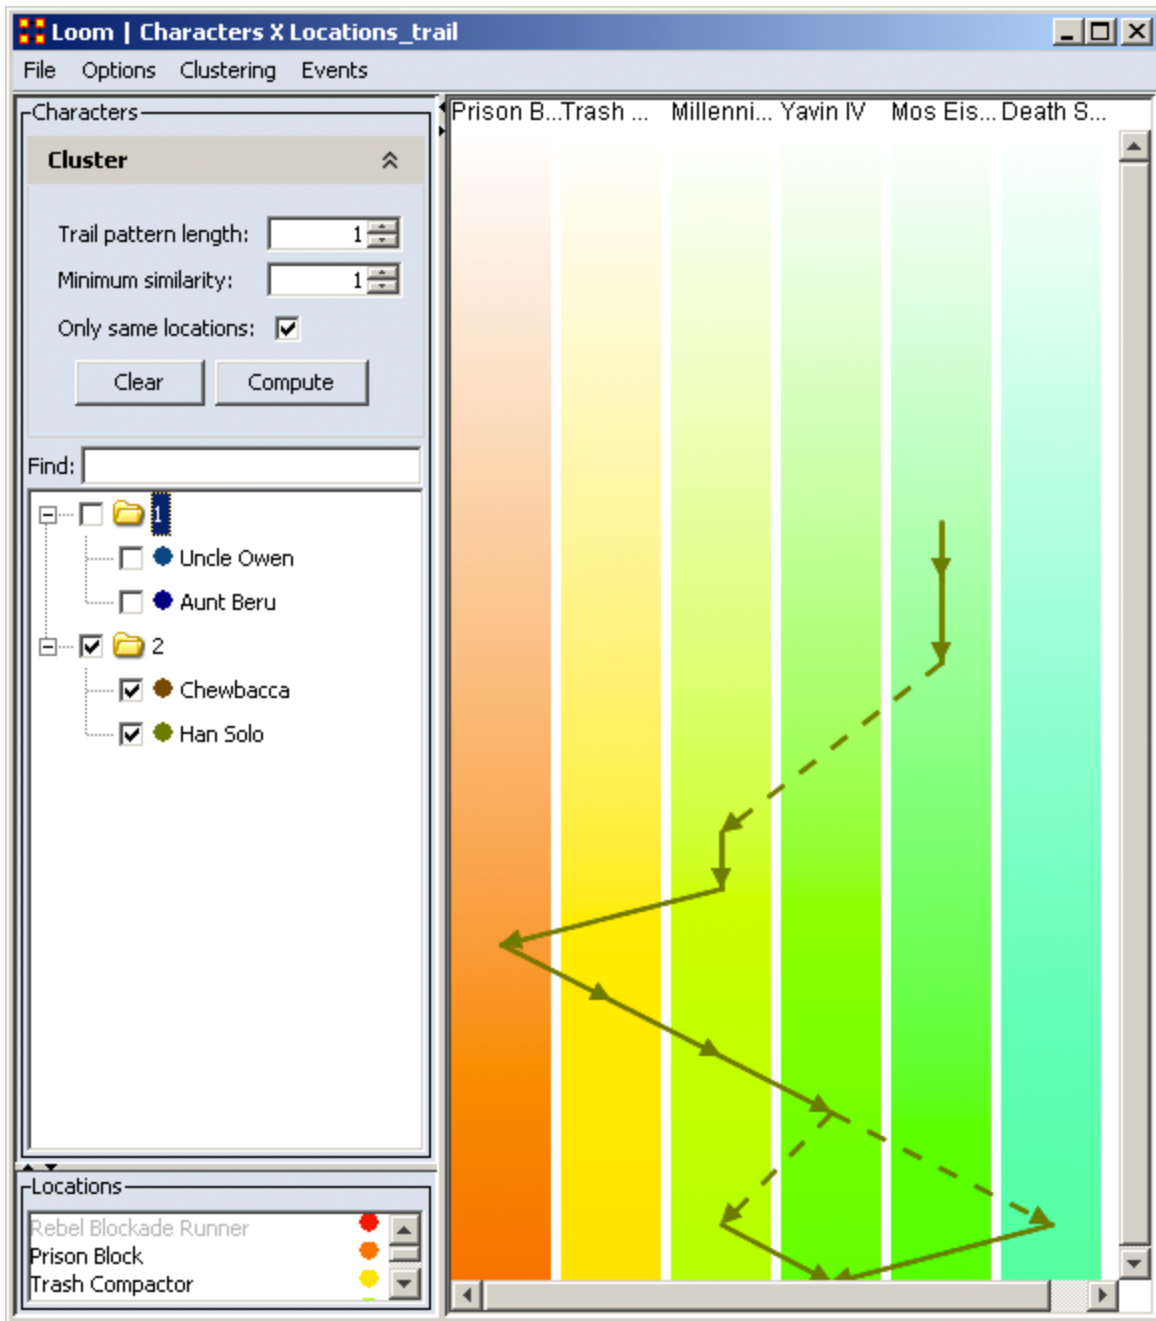 Loom | Characters X Locations_trail
File Options Clustering Events
Characters
Cluster
Trail pattern length: 1
Minimum similarity: 1
Only same locations:
Clear Compute
Find:
1
Uncle Owen
Aunt Beru
2
Chewbacca
Han Solo
Locations
Rebel Blockade Runner
Prison Block
Trash Compactor
Prison B... Trash ... Millenni... Yavin IV Mos Eis... Death S...